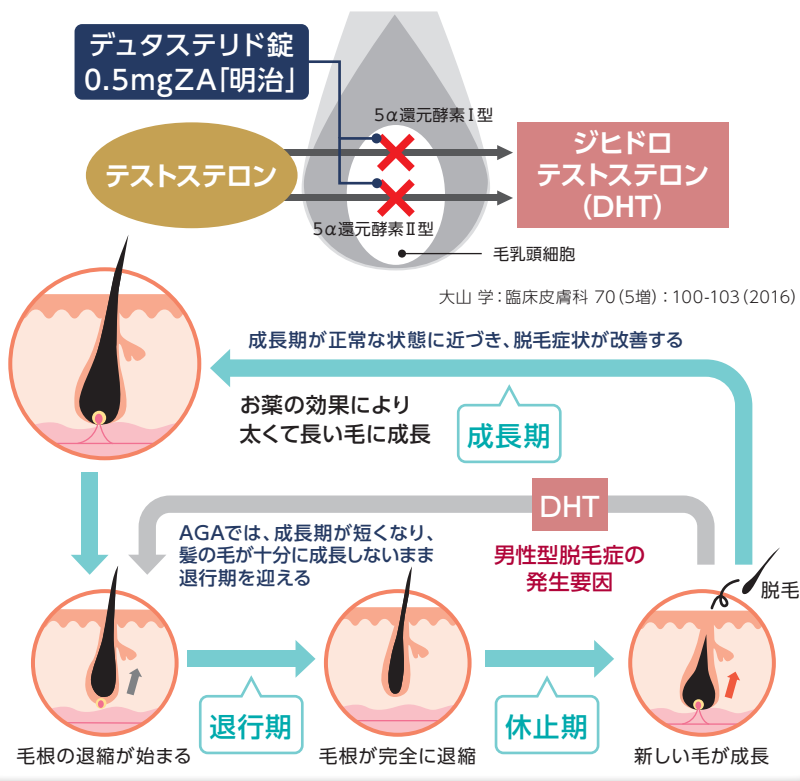 デュタステリド錠
0.5mgZA「明治」
5α還元酵素Ⅰ型
テストステロン
ジヒドロ
テストステロン
(DHT)
5α還元酵素Ⅱ型
毛乳頭細胞
大山 学：臨床皮膚科 70(5増)：100-103(2016)
成長期が正常な状態に近づき、脱毛症状が改善する
お薬の効果により
太くて長い毛に成長
成長期
DHT
AGAでは、成長期が短くなり、
髪の毛が十分に成長しないまま
退行期を迎える
男性型脱毛症の
発生要因
脱毛
退行期
休止期
毛根の退縮が始まる
毛根が完全に退縮
新しい毛が成長